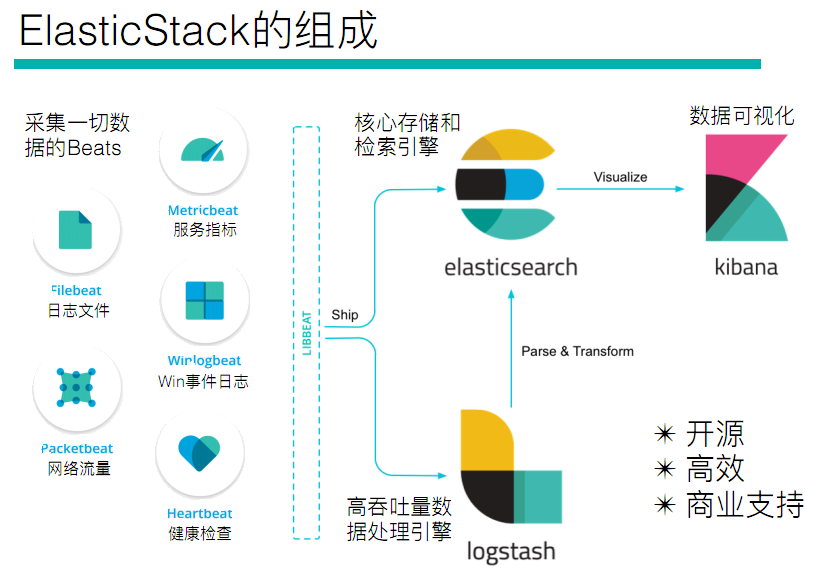 ElasticStack的组成
采集一切数
据的Beats
Metricbeat
服务指标
Filebeat
日志文件
Winlogbeat
Win事件日志
Packetbeat
网络流量
Heartbeat
健康检查
LIBBEAT
Ship
核心存储和
检索引擎
elasticsearch
Visualize
数据可视化
kibana
Parse & Transform
高吞吐量数
据处理引擎
logstash
✴ 开源
✴ 高效
✴ 商业支持